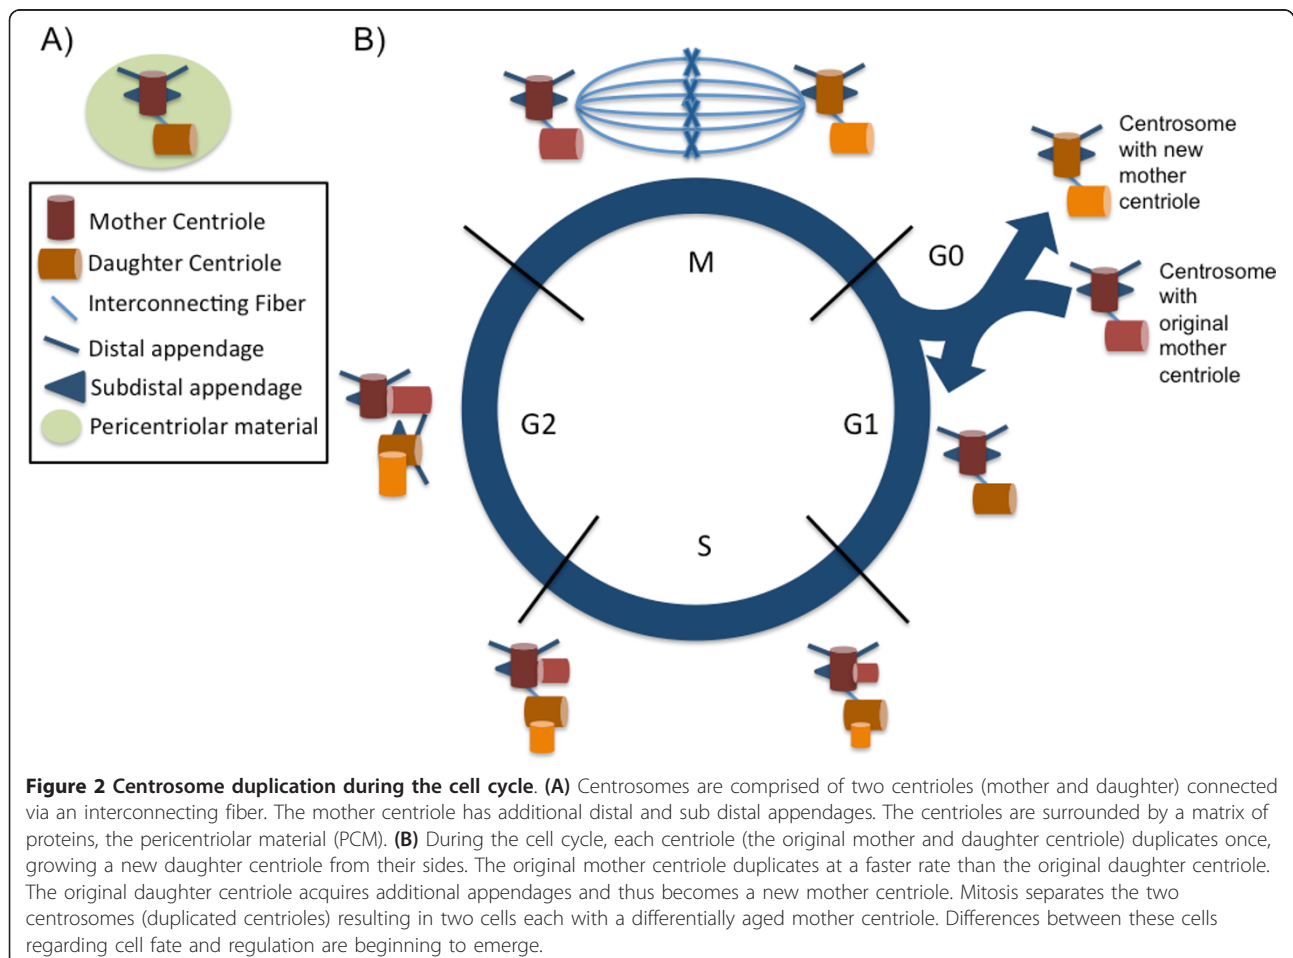 A)
B)
Mother Centriole
Daughter Centriole
Interconnecting Fiber
Distal appendage
Subdistal appendage
Pericentriolar material
M
G0
G2
G1
S
Centrosome
with new
mother
centriole
Centrosome
with
original
mother
centriole
Figure 2 Centrosome duplication during the cell cycle. (A) Centrosomes are comprised of two centrioles (mother and daughter) connected
via an interconnecting fiber. The mother centriole has additional distal and sub distal appendages. The centrioles are surrounded by a matrix of
proteins, the pericentriolar material (PCM). (B) During the cell cycle, each centriole (the original mother and daughter centriole) duplicates once,
growing a new daughter centriole from their sides. The original mother centriole duplicates at a faster rate than the original daughter centriole.
The original daughter centriole acquires additional appendages and thus becomes a new mother centriole. Mitosis separates the two
centrosomes (duplicated centrioles) resulting in two cells each with a differentially aged mother centriole. Differences between these cells
regarding cell fate and regulation are beginning to emerge.